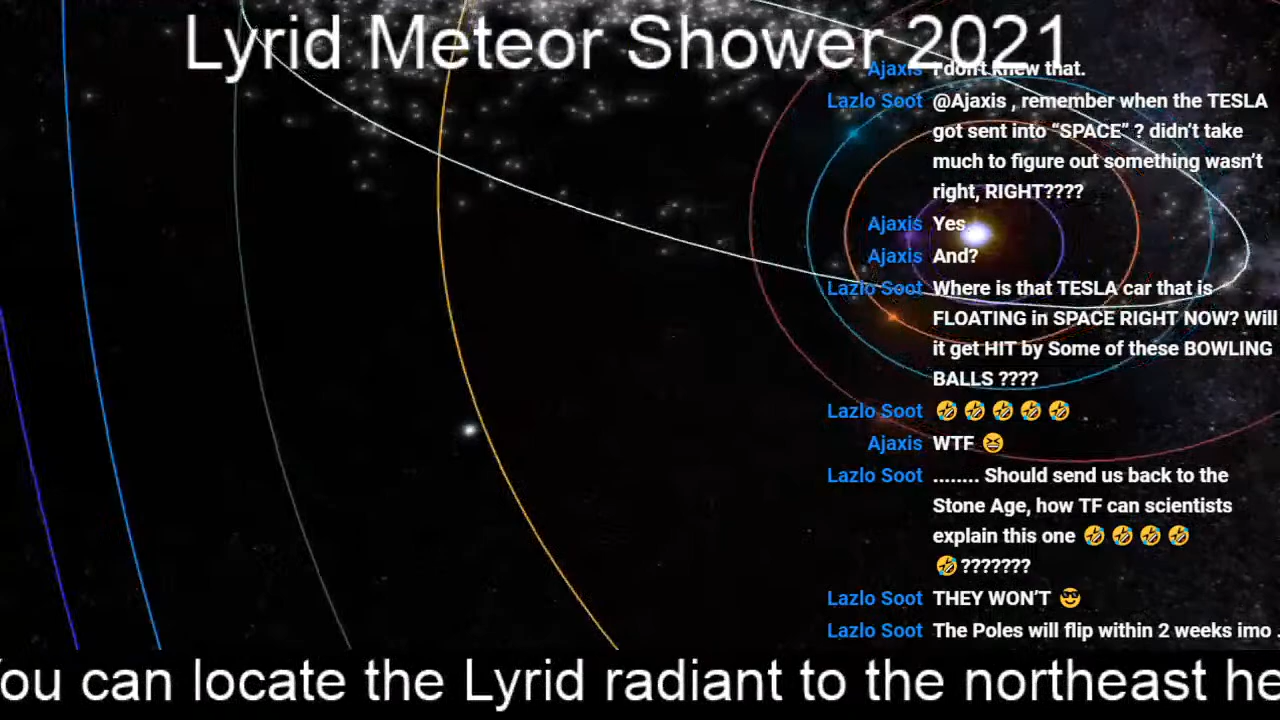 Lyrid Meteor Shower 2021
Ajaxis I don't knew that.
Lazlo Soot @Ajaxis , remember when the TESLA
got sent into “SPACE” ? didn’t take
much to figure out something wasn’t
right, RIGHT????
Ajaxis Yes
Ajaxis And?
Lazlo Soot Where is that TESLA car that is
FLOATING in SPACE RIGHT NOW? Will
it get HIT by Some of these BOWLING
BALLS ????
Lazlo Soot 🤣🤣🤣🤣🤣
Ajaxis WTF 😆
Lazlo Soot ........ Should send us back to the
Stone Age, how TF can scientists
explain this one 🤣🤣🤣🤣
🤣???????
Lazlo Soot THEY WON’T 😎
Lazlo Soot The Poles will flip within 2 weeks imo .
You can locate the Lyrid radiant to the northeast he